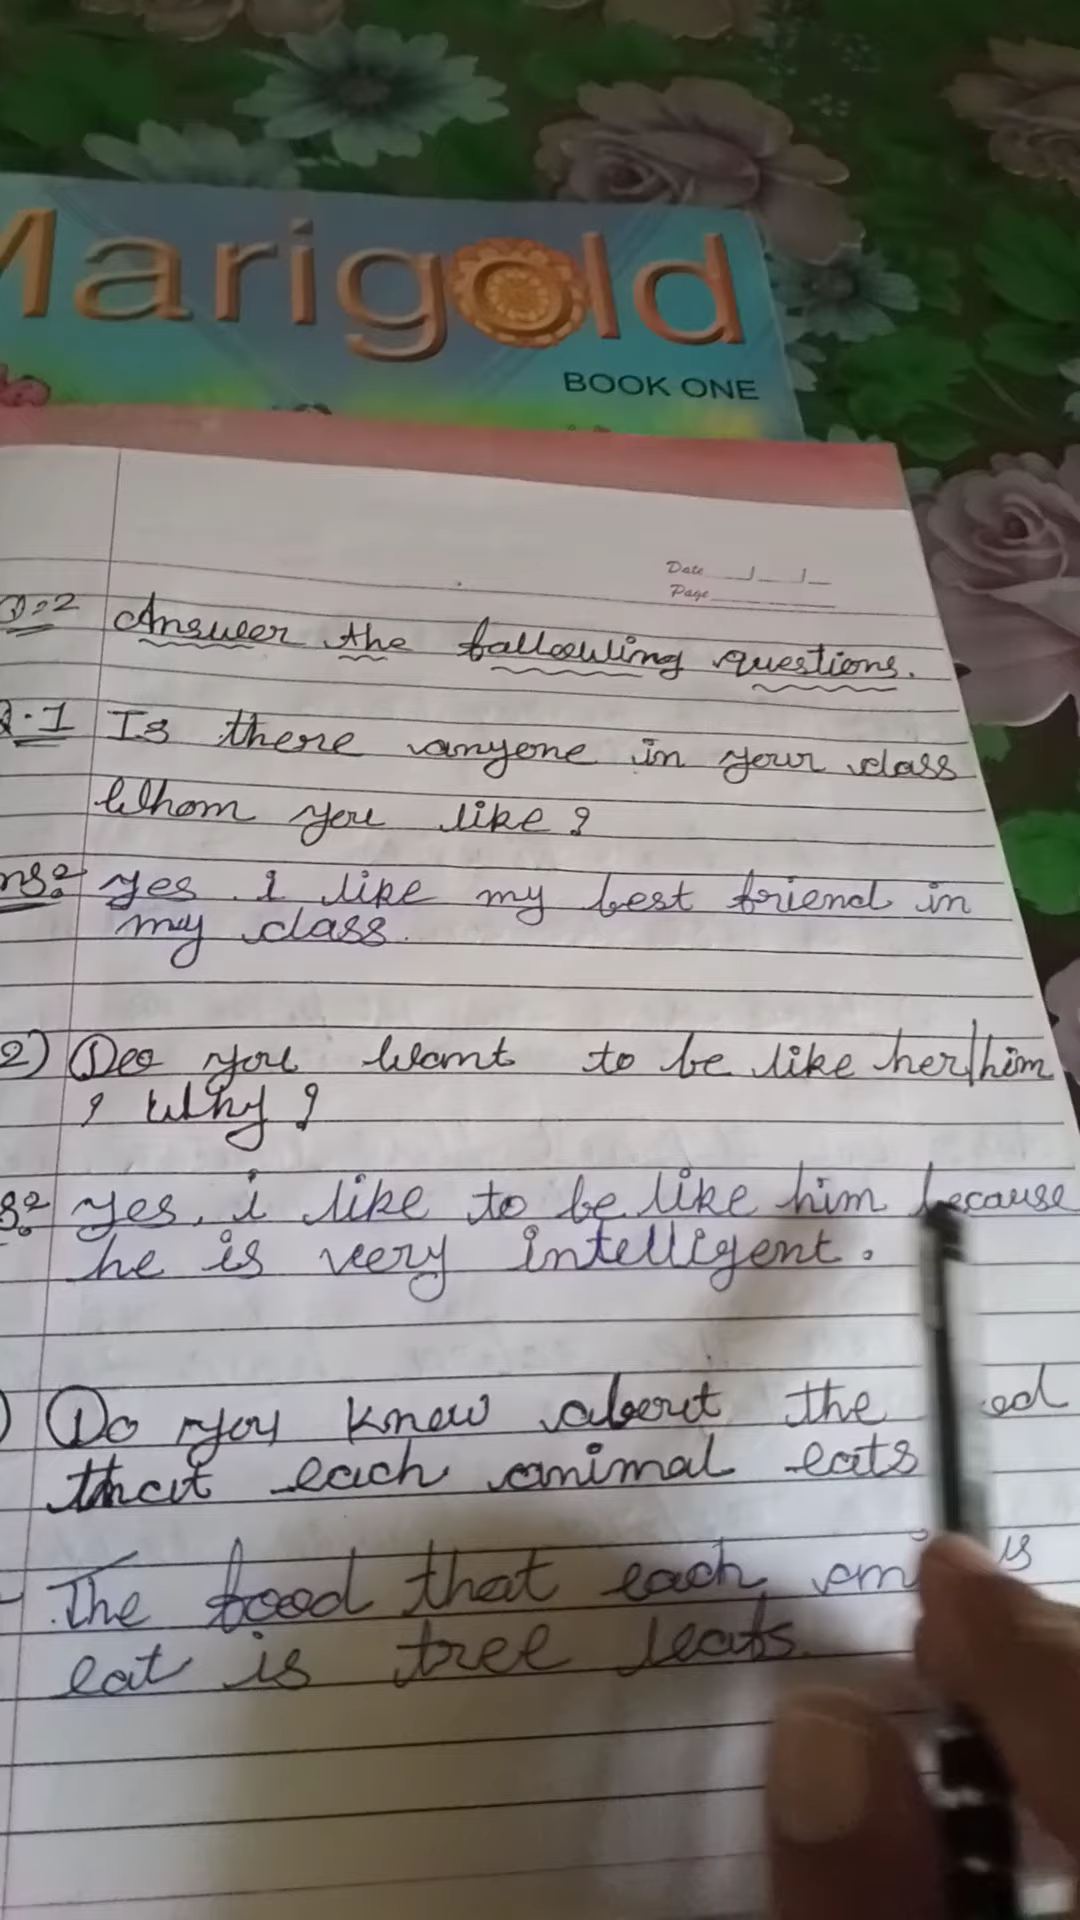 Marigold
BOOK ONE
Date
Page
Q:2 Answer the following questions.
Q.1 Is there anyone in your class
Whom you like?
Ans: yes. i like my best friend in
my class.
2) Do you want to be like her/him
? Why?
yes, i like to be like him because
he is very intelligent.
Do you know about the
that each animal eats
The food that each
eat is tree leafs.